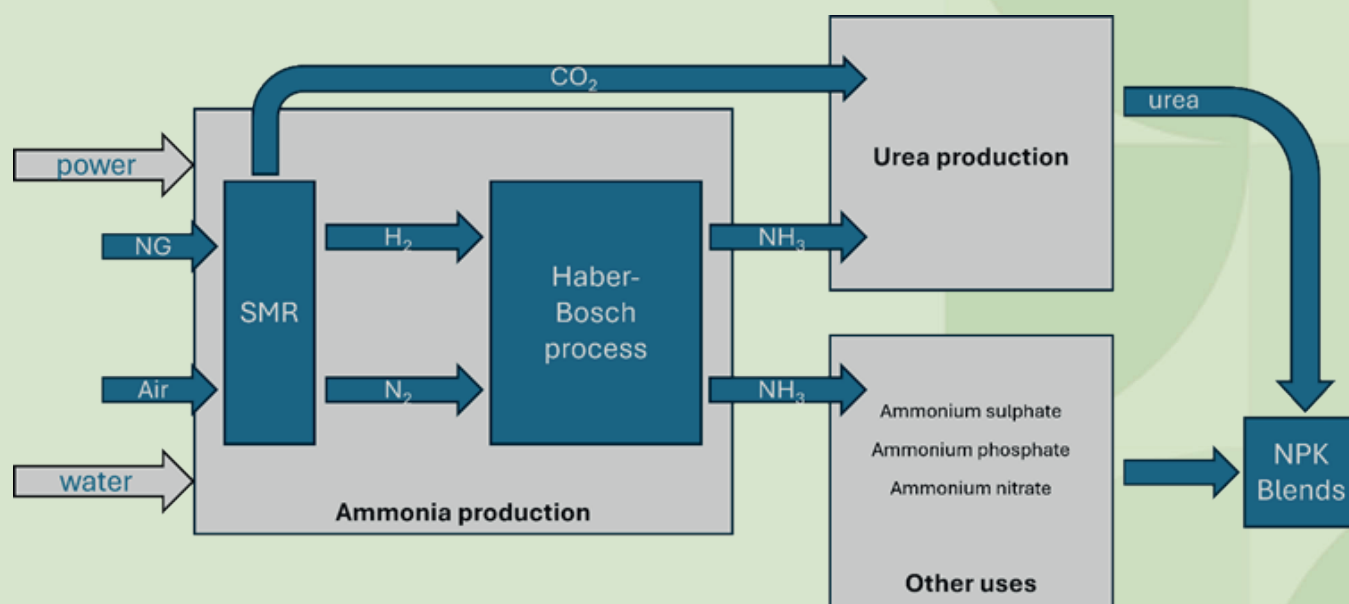 CO₂
urea
power
Urea production
NG
H₂
NH₃
SMR
Haber-
Bosch
process
Air
N₂
NH₃
Ammonium sulphate
Ammonium phosphate
Ammonium nitrate
NPK
Blends
water
Ammonia production
Other uses